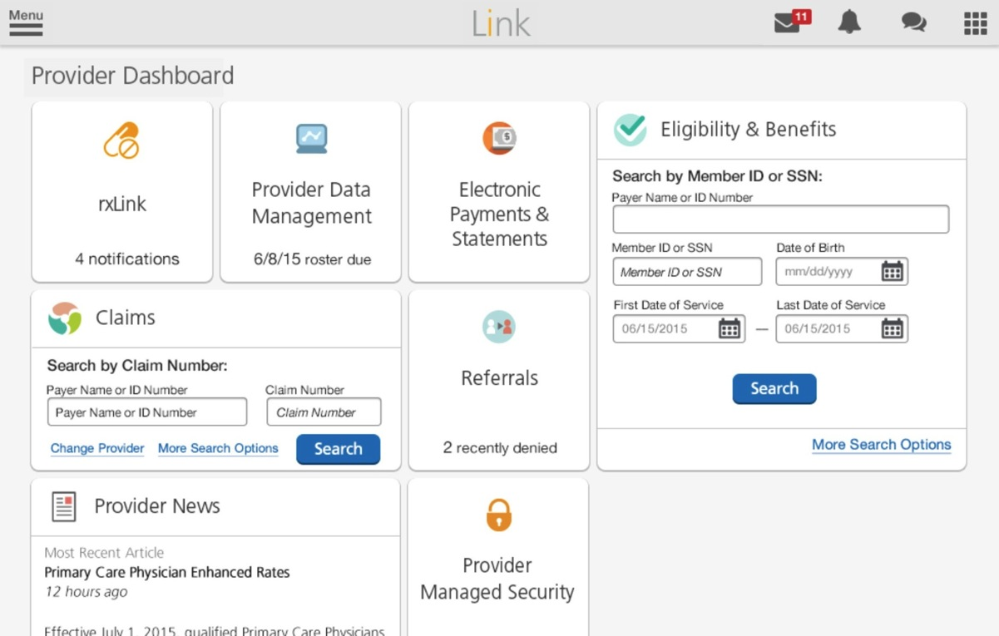 Menu
Link
11
Provider Dashboard
rxLink
4 notifications
Provider Data
Management
6/8/15 roster due
Electronic
Payments &
Statements
Eligibility & Benefits
Search by Member ID or SSN:
Payer Name or ID Number
Member ID or SSN
Date of Birth
Member ID or SSN
mm/dd/yyyy
First Date of Service
Last Date of Service
06/15/2015
—
06/15/2015
Search
More Search Options
Claims
Search by Claim Number:
Payer Name or ID Number
Claim Number
Payer Name or ID Number
Claim Number
Change Provider
More Search Options
Search
Referrals
2 recently denied
Provider News
Most Recent Article
Primary Care Physician Enhanced Rates
12 hours ago
Effective July 1, 2015, qualified Primary Care Physicians
Provider
Managed Security